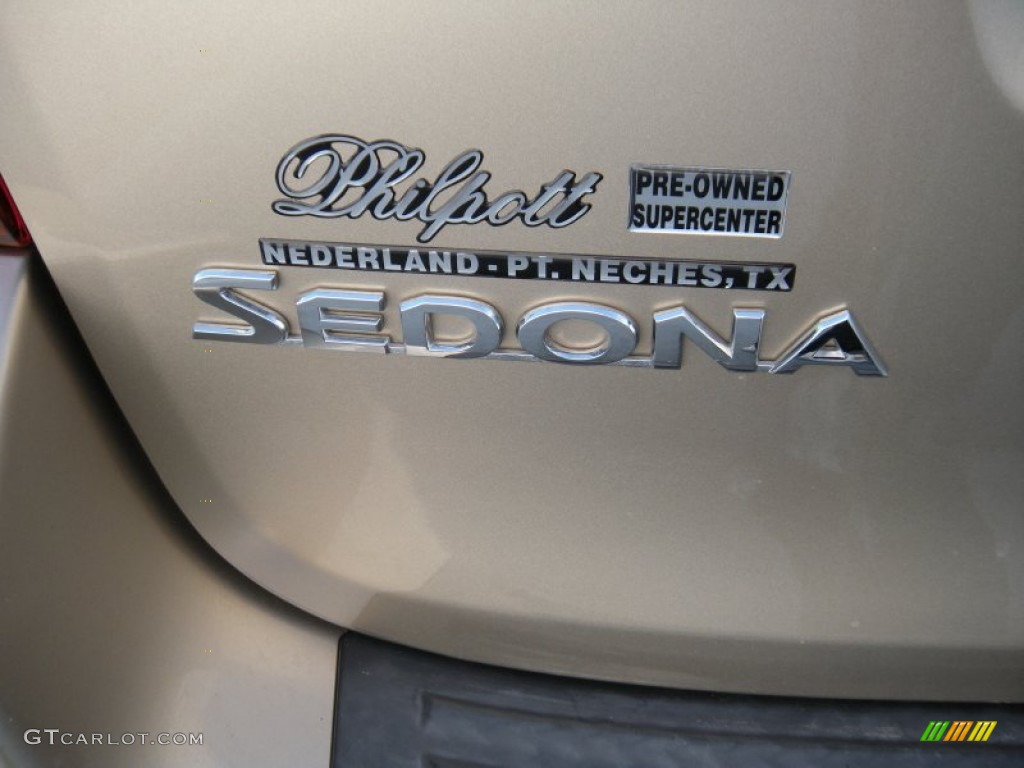 Philpott
PRE-OWNED
SUPERCENTER
NEDERLAND - PT. NECHES, TX
SEDONA
GTCARLOT.COM